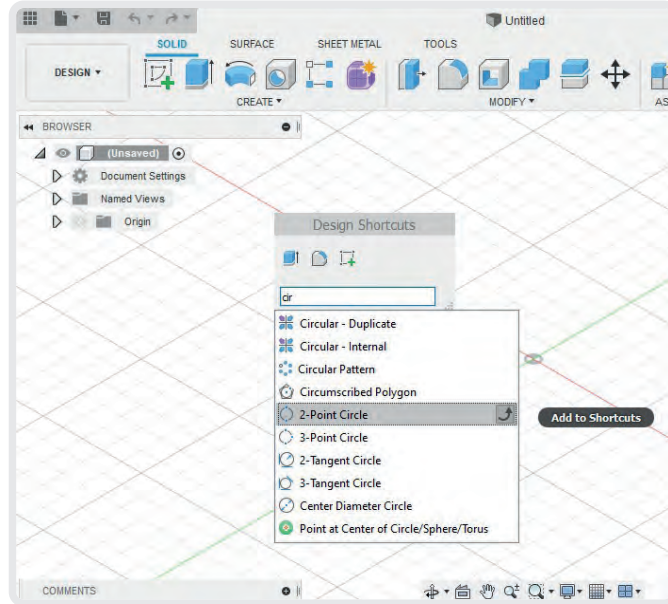 Untitled
SOLID SURFACE SHEET METAL TOOLS
DESIGN
CREATE MODIFY AS
BROWSER
(Unsaved)
Document Settings
Named Views
Origin
Design Shortcuts
cir
Circular - Duplicate
Circular - Internal
Circular Pattern
Circumscribed Polygon
2-Point Circle
Add to Shortcuts
3-Point Circle
2-Tangent Circle
3-Tangent Circle
Center Diameter Circle
Point at Center of Circle/Sphere/Torus
COMMENTS